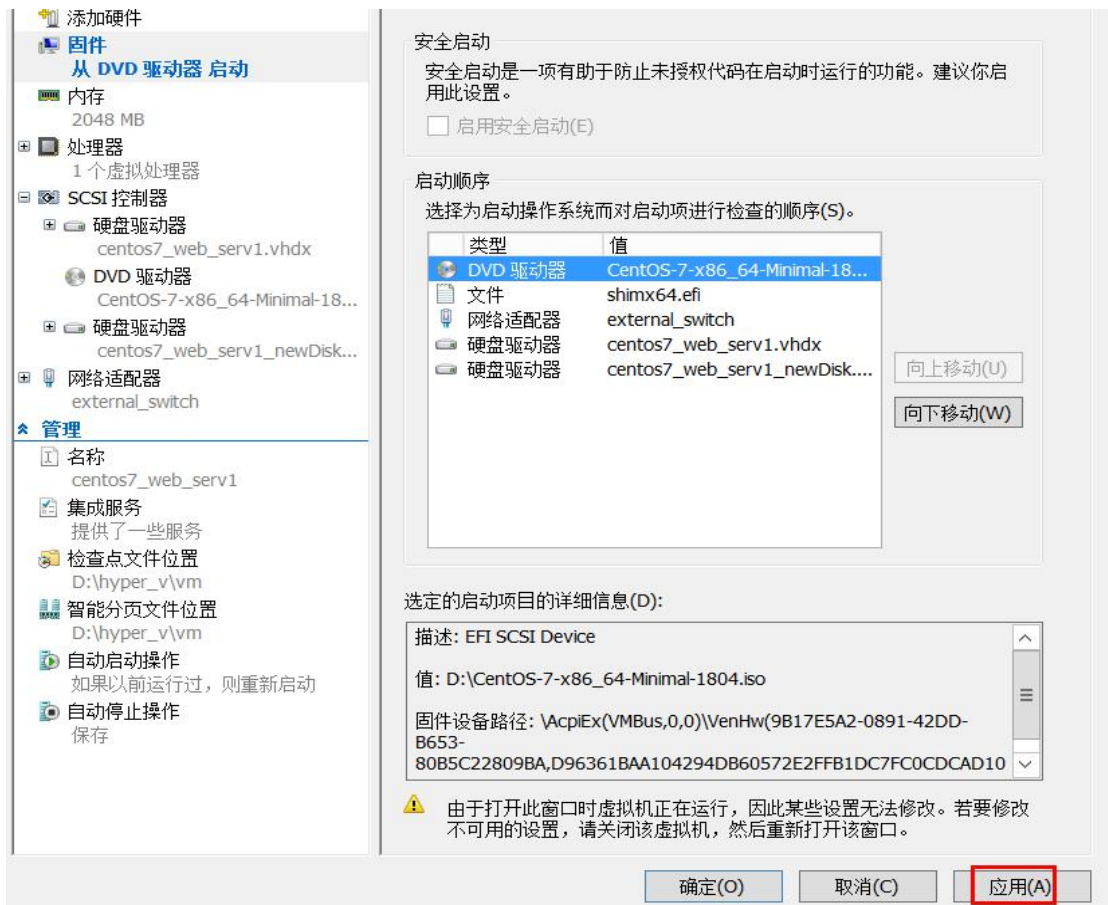 添加硬件
固件
从 DVD 驱动器 启动
内存
2048 MB
处理器
1 个虚拟处理器
SCSI 控制器
硬盘驱动器
centos7_web_serv1.vhdx
DVD 驱动器
CentOS-7-x86_64-Minimal-18...
硬盘驱动器
centos7_web_serv1_newDisk...
网络适配器
external_switch
管理
名称
centos7_web_serv1
集成服务
提供了一些服务
检查点文件位置
D:\hyper_v\vm
智能分页文件位置
D:\hyper_v\vm
自动启动操作
如果以前运行过，则重新启动
自动停止操作
保存
安全启动
安全启动是一项有助于防止未授权代码在启动时运行的功能。建议你启
用此设置。
启用安全启动(E)
启动顺序
选择为启动操作系统而对启动项进行检查的顺序(S)。
类型 值
DVD 驱动器 CentOS-7-x86_64-Minimal-18...
文件 shimx64.efi
网络适配器 external_switch
硬盘驱动器 centos7_web_serv1.vhdx
硬盘驱动器 centos7_web_serv1_newDisk....
向上移动(U)
向下移动(W)
选定的启动项目的详细信息(D):
描述: EFI SCSI Device
值: D:\CentOS-7-x86_64-Minimal-1804.iso
固件设备路径: \AcpiEx(VMBus,0,0)\VenHw(9B17E5A2-0891-42DD-
B653-
80B5C22809BA,D96361BAA104294DB60572E2FFB1DC7FC0CDCAD10
由于打开此窗口时虚拟机正在运行，因此某些设置无法修改。若要修改
不可用的设置，请关闭该虚拟机，然后重新打开该窗口。
确定(O) 取消(C) 应用(A)